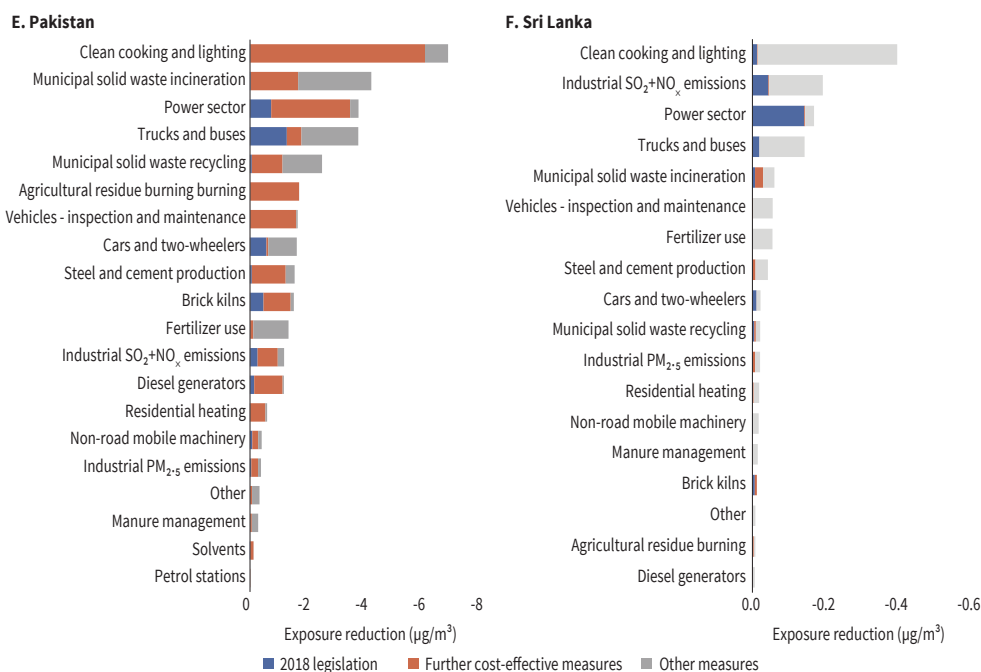 E. Pakistan
Clean cooking and lighting
Municipal solid waste incineration
Power sector
Trucks and buses
Municipal solid waste recycling
Agricultural residue burning burning
Vehicles - inspection and maintenance
Cars and two-wheelers
Steel and cement production
Brick kilns
Fertilizer use
Industrial SO₂+NOₓ emissions
Diesel generators
Residential heating
Non-road mobile machinery
Industrial PM₂.₅ emissions
Other
Manure management
Solvents
Petrol stations
0 -2 -4 -6 -8
Exposure reduction (μg/m³)
F. Sri Lanka
Clean cooking and lighting
Industrial SO₂+NOₓ emissions
Power sector
Trucks and buses
Municipal solid waste incineration
Vehicles - inspection and maintenance
Fertilizer use
Steel and cement production
Cars and two-wheelers
Municipal solid waste recycling
Industrial PM₂.₅ emissions
Residential heating
Non-road mobile machinery
Manure management
Brick kilns
Other
Agricultural residue burning
Diesel generators
0.0 -0.2 -0.4 -0.6
Exposure reduction (μg/m³)
2018 legislation Further cost-effective measures Other measures